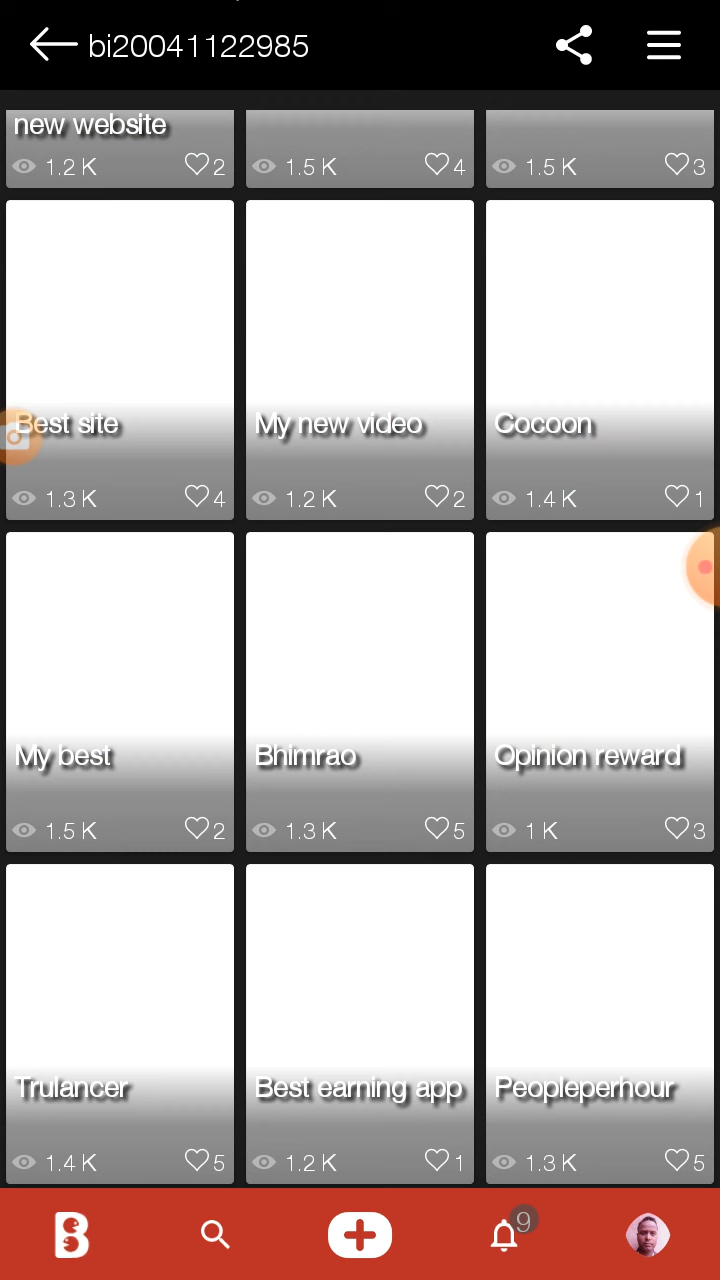 bi20041122985
new website
1.2 K 2 1.5 K 4 1.5 K 3
Best site My new video Cocoon
1.3 K 4 1.2 K 2 1.4 K 1
My best Bhimrao Opinion reward
1.5 K 2 1.3 K 5 1 K 3
Trulancer Best earning app Peopleperhour
1.4 K 5 1.2 K 1 1.3 K 5
B 9